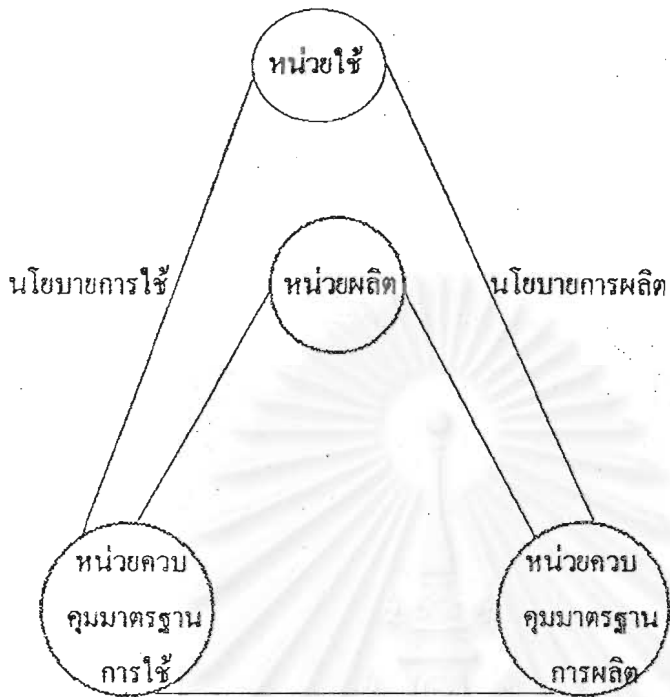 หน่วยใช้
นโยบายการใช้
หน่วยผลิต
นโยบายการผลิต
หน่วยควบ
คุมมาตรฐาน
การใช้
หน่วยควบ
คุมมาตรฐาน
การผลิต